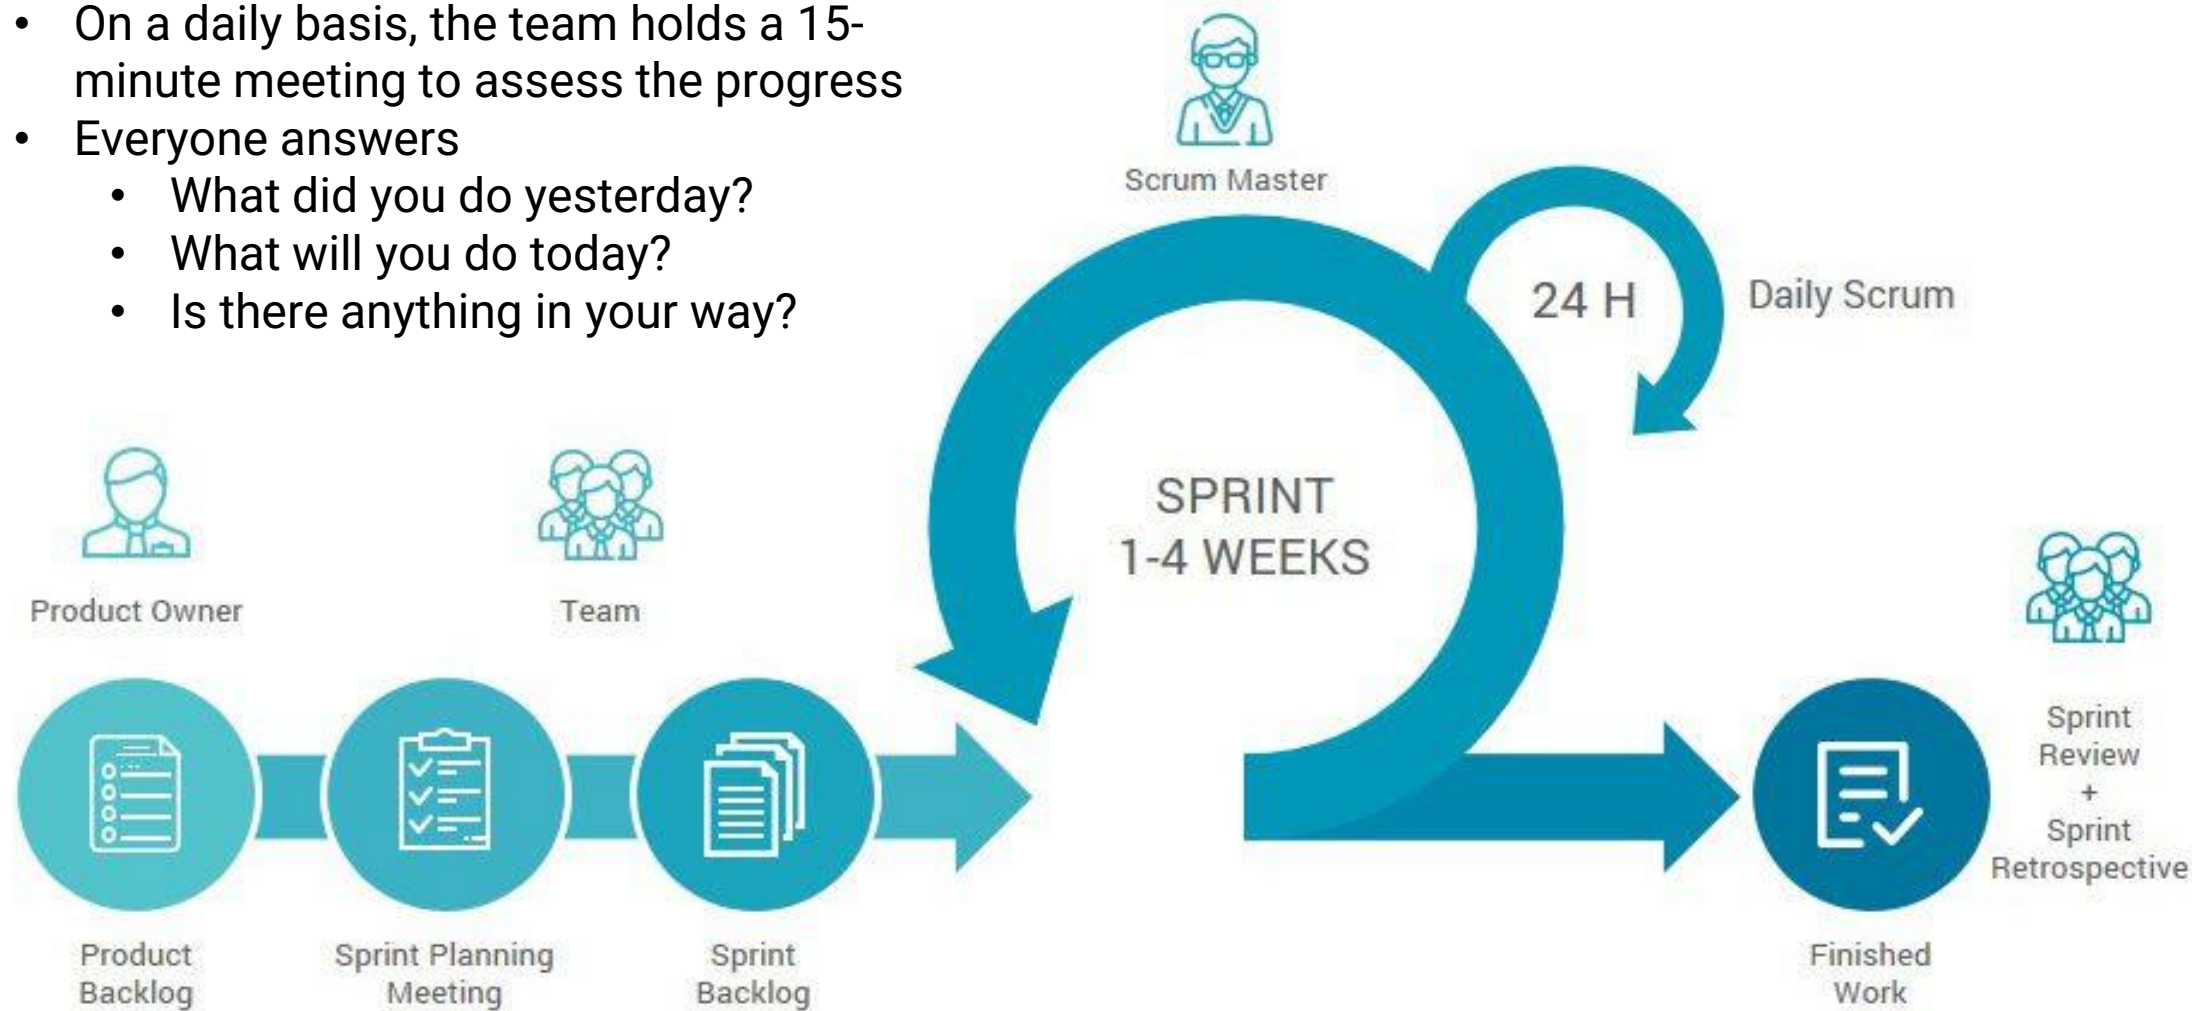 • On a daily basis, the team holds a 15-
minute meeting to assess the progress
• Everyone answers
• What did you do yesterday?
• What will you do today?
• Is there anything in your way?
Scrum Master
24 H
Daily Scrum
SPRINT
1-4 WEEKS
Product Owner
Team
Product
Backlog
Sprint Planning
Meeting
Sprint
Backlog
Finished
Work
Sprint
Review
+
Sprint
Retrospective